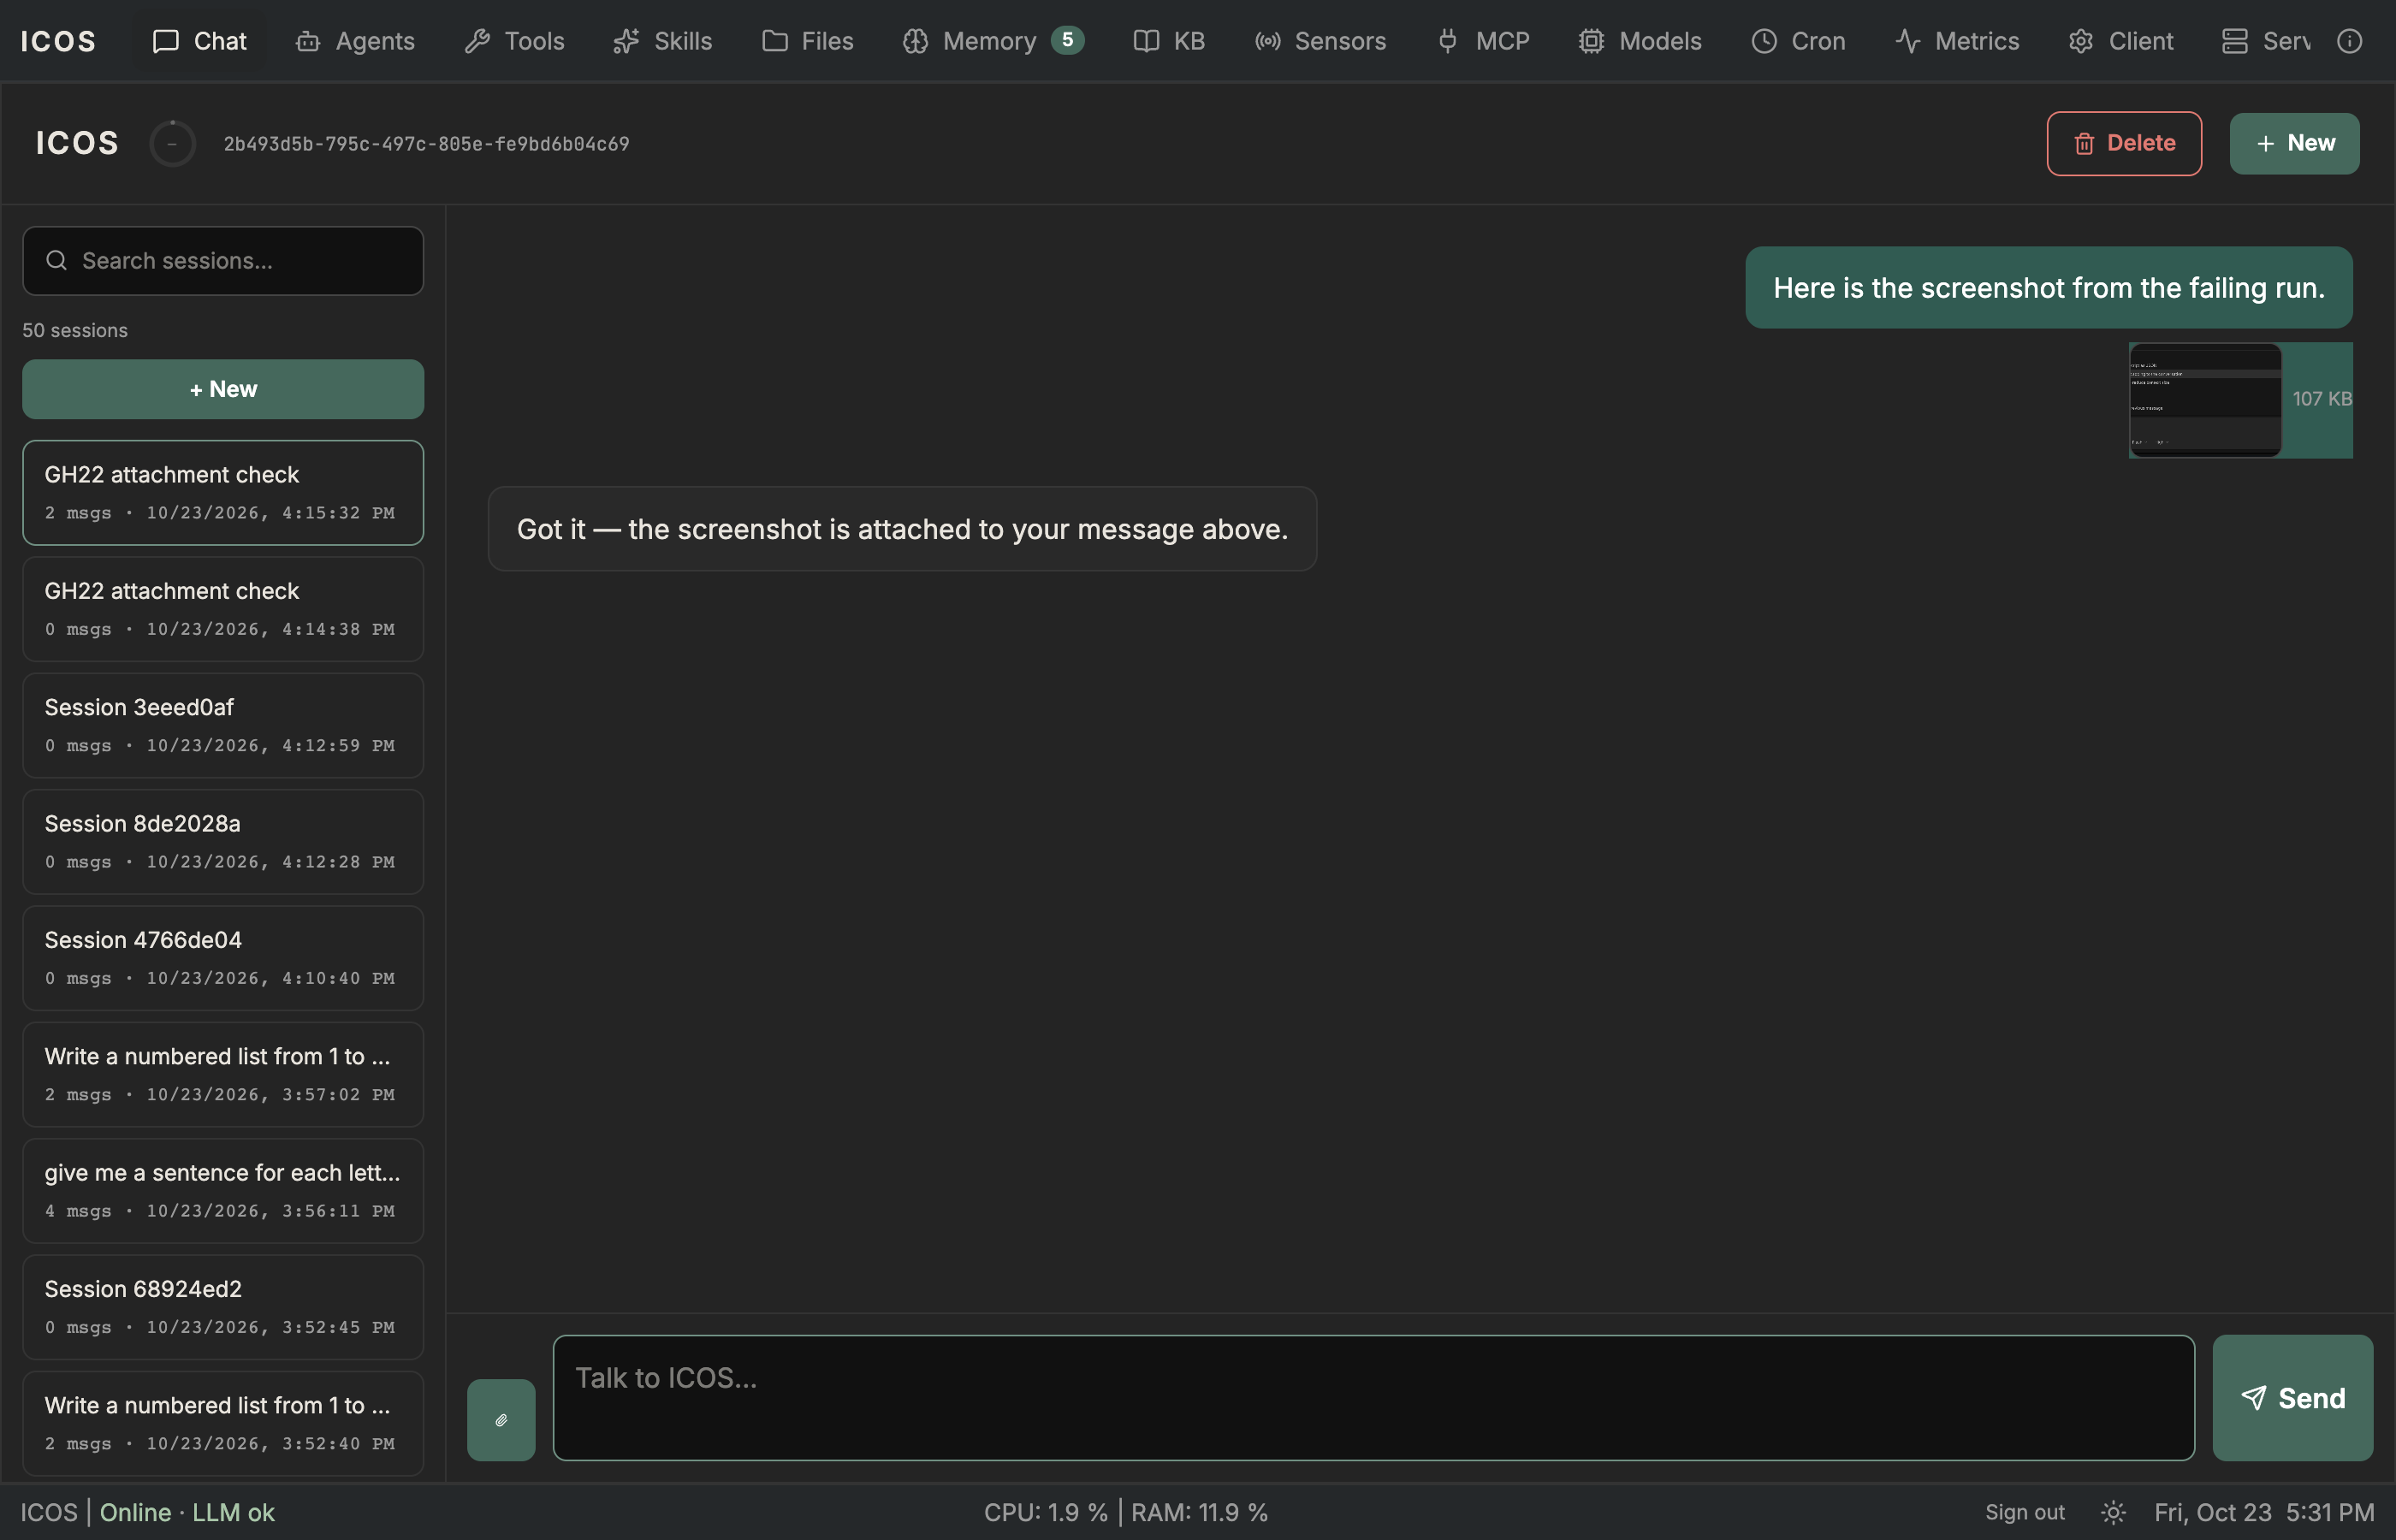 ICOS Chat Agents Tools Skills Files Memory 5 KB Sensors MCP Models Cron Metrics Client Serv
ICOS 2b493d5b-795c-497c-805e-fe9bd6b04c69 Delete + New
Search sessions...
50 sessions
+ New
GH22 attachment check
2 msgs · 10/23/2026, 4:15:32 PM
GH22 attachment check
0 msgs · 10/23/2026, 4:14:38 PM
Session 3eeed0af
0 msgs · 10/23/2026, 4:12:59 PM
Session 8de2028a
0 msgs · 10/23/2026, 4:12:28 PM
Session 4766de04
0 msgs · 10/23/2026, 4:10:40 PM
Write a numbered list from 1 to ...
2 msgs · 10/23/2026, 3:57:02 PM
give me a sentence for each lett...
4 msgs · 10/23/2026, 3:56:11 PM
Session 68924ed2
0 msgs · 10/23/2026, 3:52:45 PM
Write a numbered list from 1 to ...
2 msgs · 10/23/2026, 3:52:40 PM
Here is the screenshot from the failing run.
107 KB
Got it — the screenshot is attached to your message above.
Talk to ICOS...
Send
ICOS | Online · LLM ok CPU: 1.9 % | RAM: 11.9 % Sign out Fri, Oct 23 5:31 PM